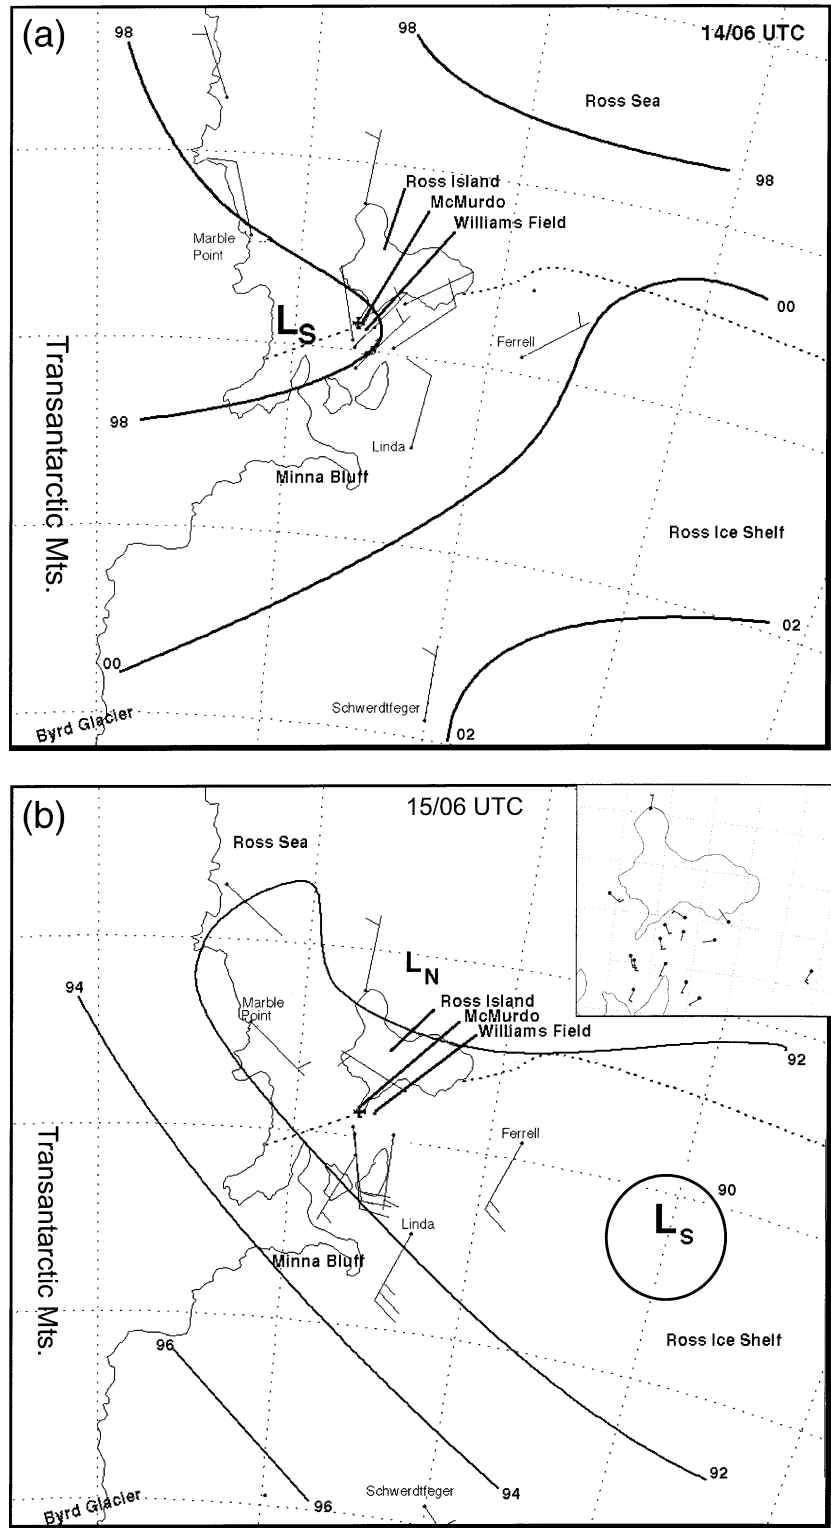 (a)
98
98
14/06 UTC
Ross Sea
Ross Island
McMurdo
Williams Field
98
Marble
Point
00
L
S
Ferrell
Transantarctic Mts.
98
Linda
Minna Bluff
Ross Ice Shelf
02
00
Schwerdtfeger
Byrd Glacier
02
(b)
15/06 UTC
Ross Sea
L
N
94
Marble
Point
Ross Island
McMurdo
Williams Field
92
Transantarctic Mts.
Ferrell
90
L
S
Linda
Minna Bluff
Ross Ice Shelf
96
92
Schwerdtfeger
94
Byrd Glacier
96